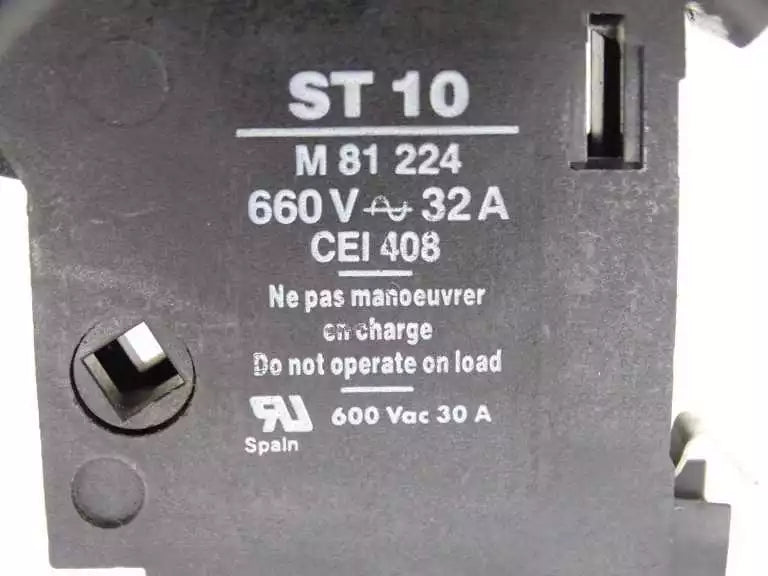 ST 10
M 81 224
660 V ∿ 32 A
CEI 408
Ne pas manoeuvrer
en charge
Do not operate on load
RU 600 Vac 30 A
Spain